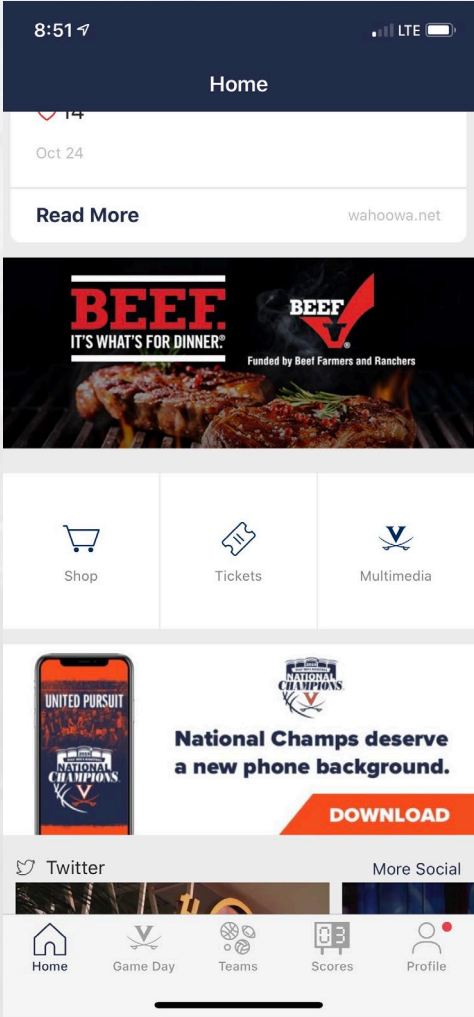 8:51
LTE
Home
14
Oct 24
Read More
wahoowa.net
BEEF.
IT'S WHAT'S FOR DINNER.®
BEEF
®
Funded by Beef Farmers and Ranchers
Shop
Tickets
V
Multimedia
UNITED PURSUIT
NATIONAL
CHAMPIONS
V
NATIONAL
CHAMPIONS
V
National Champs deserve
a new phone background.
DOWNLOAD
Twitter
More Social
Home
V
Game Day
Teams
03
Scores
Profile